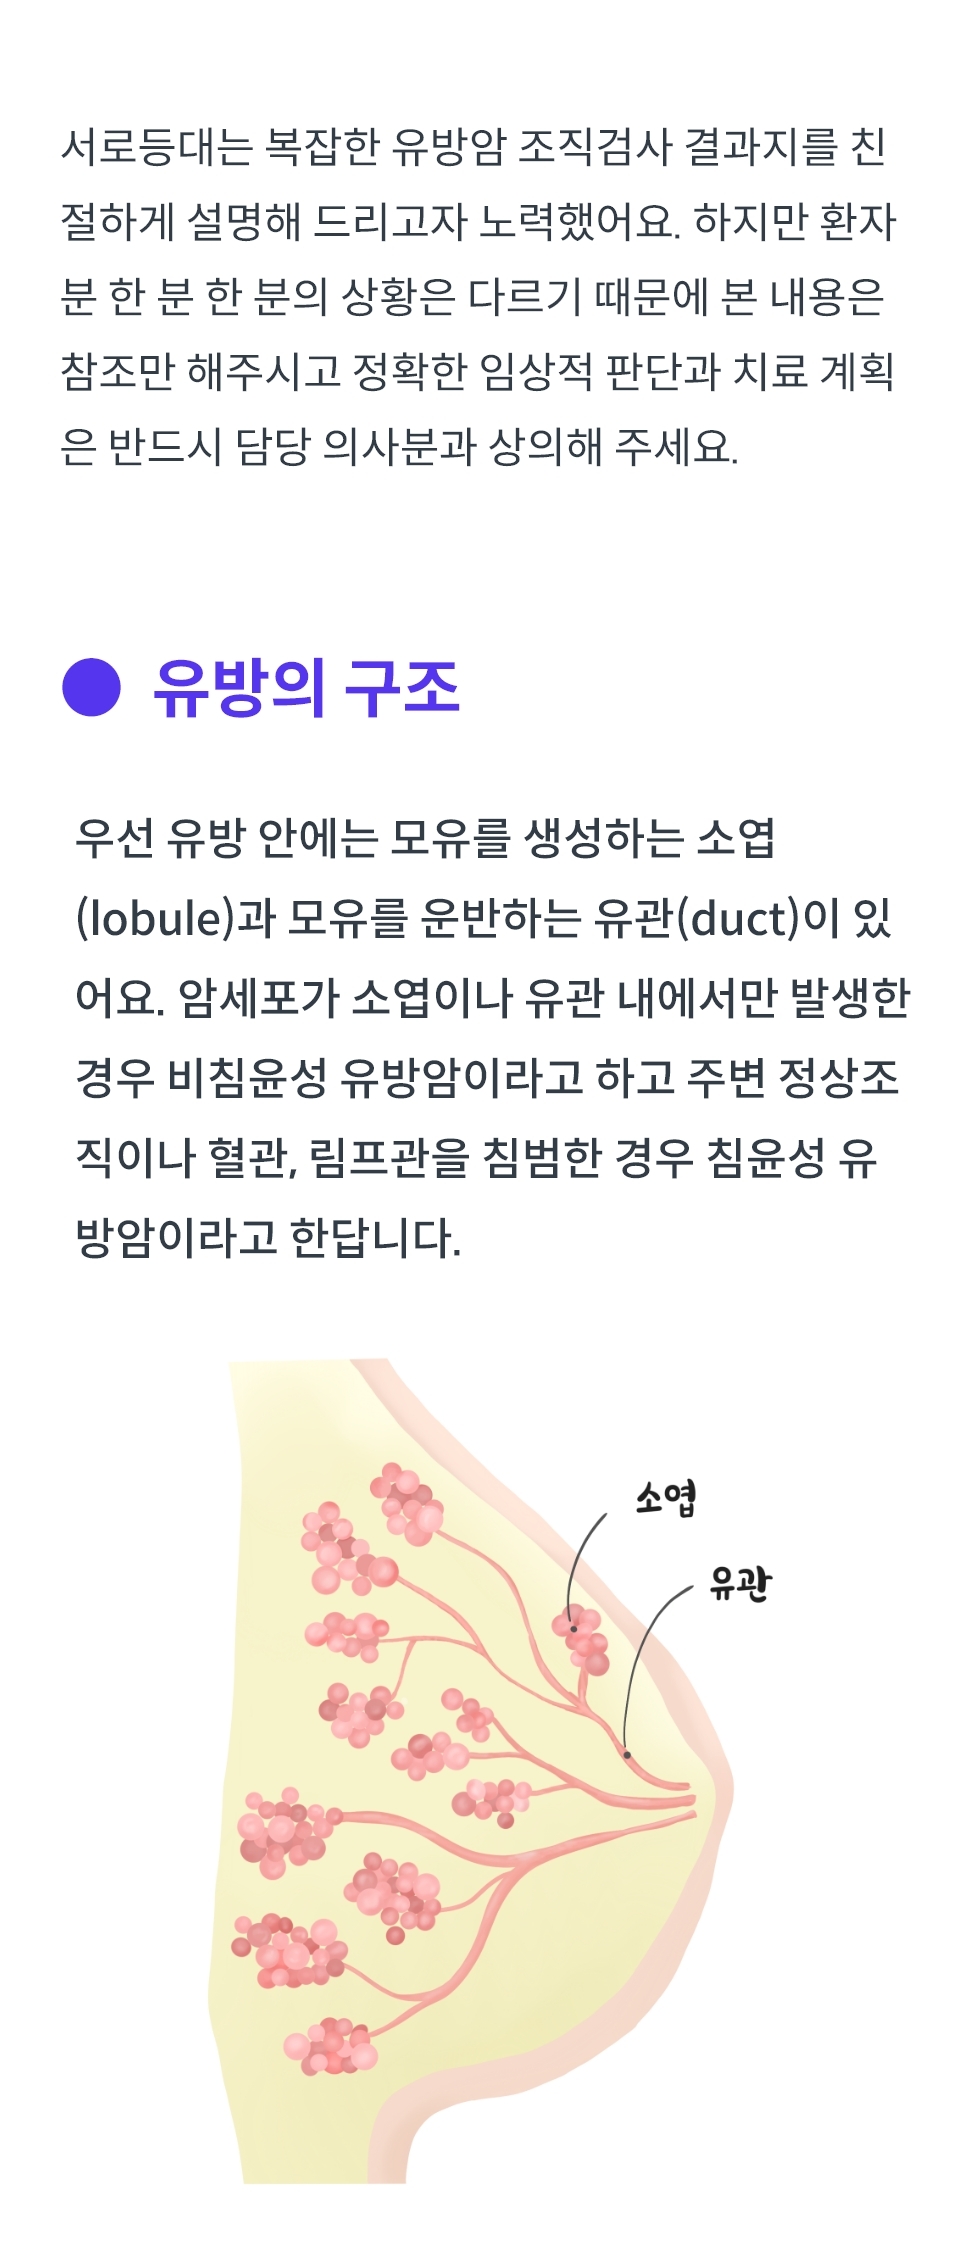 서로등대는 복잡한 유방암 조직검사 결과지를 친
절하게 설명해 드리고자 노력했어요. 하지만 환자
분 한 분 한 분의 상황은 다르기 때문에 본 내용은
참조만 해주시고 정확한 임상적 판단과 치료 계획
은 반드시 담당 의사분과 상의해 주세요.
유방의 구조
우선 유방 안에는 모유를 생성하는 소엽
(lobule)과 모유를 운반하는 유관(duct)이 있
어요. 암세포가 소엽이나 유관 내에서만 발생한
경우 비침윤성 유방암이라고 하고 주변 정상조
직이나 혈관, 림프관을 침범한 경우 침윤성 유
방암이라고 한답니다.
소엽
유관